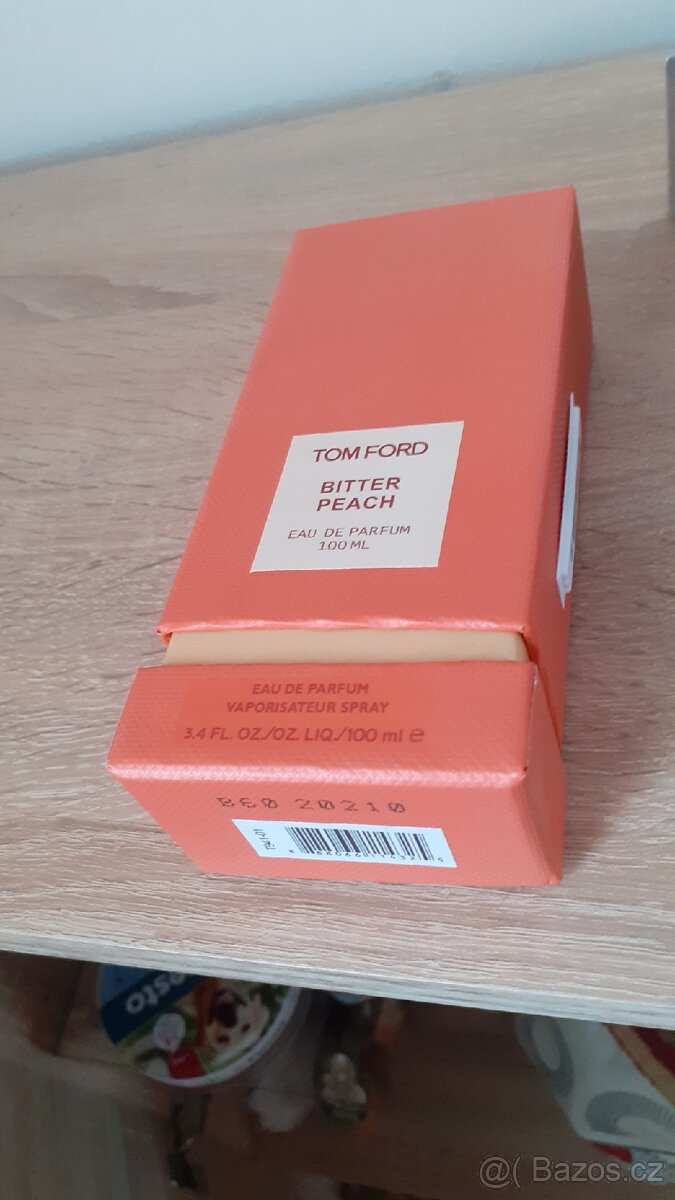 TOM FORD
BITTER
PEACH
EAU DE PARFUM
100 ML
EAU DE PARFUM
VAPORISATEUR SPRAY
3.4 FL. OZ./OZ. LIQ./100 ml e
B60 20210
esto
@( Bazos.cz